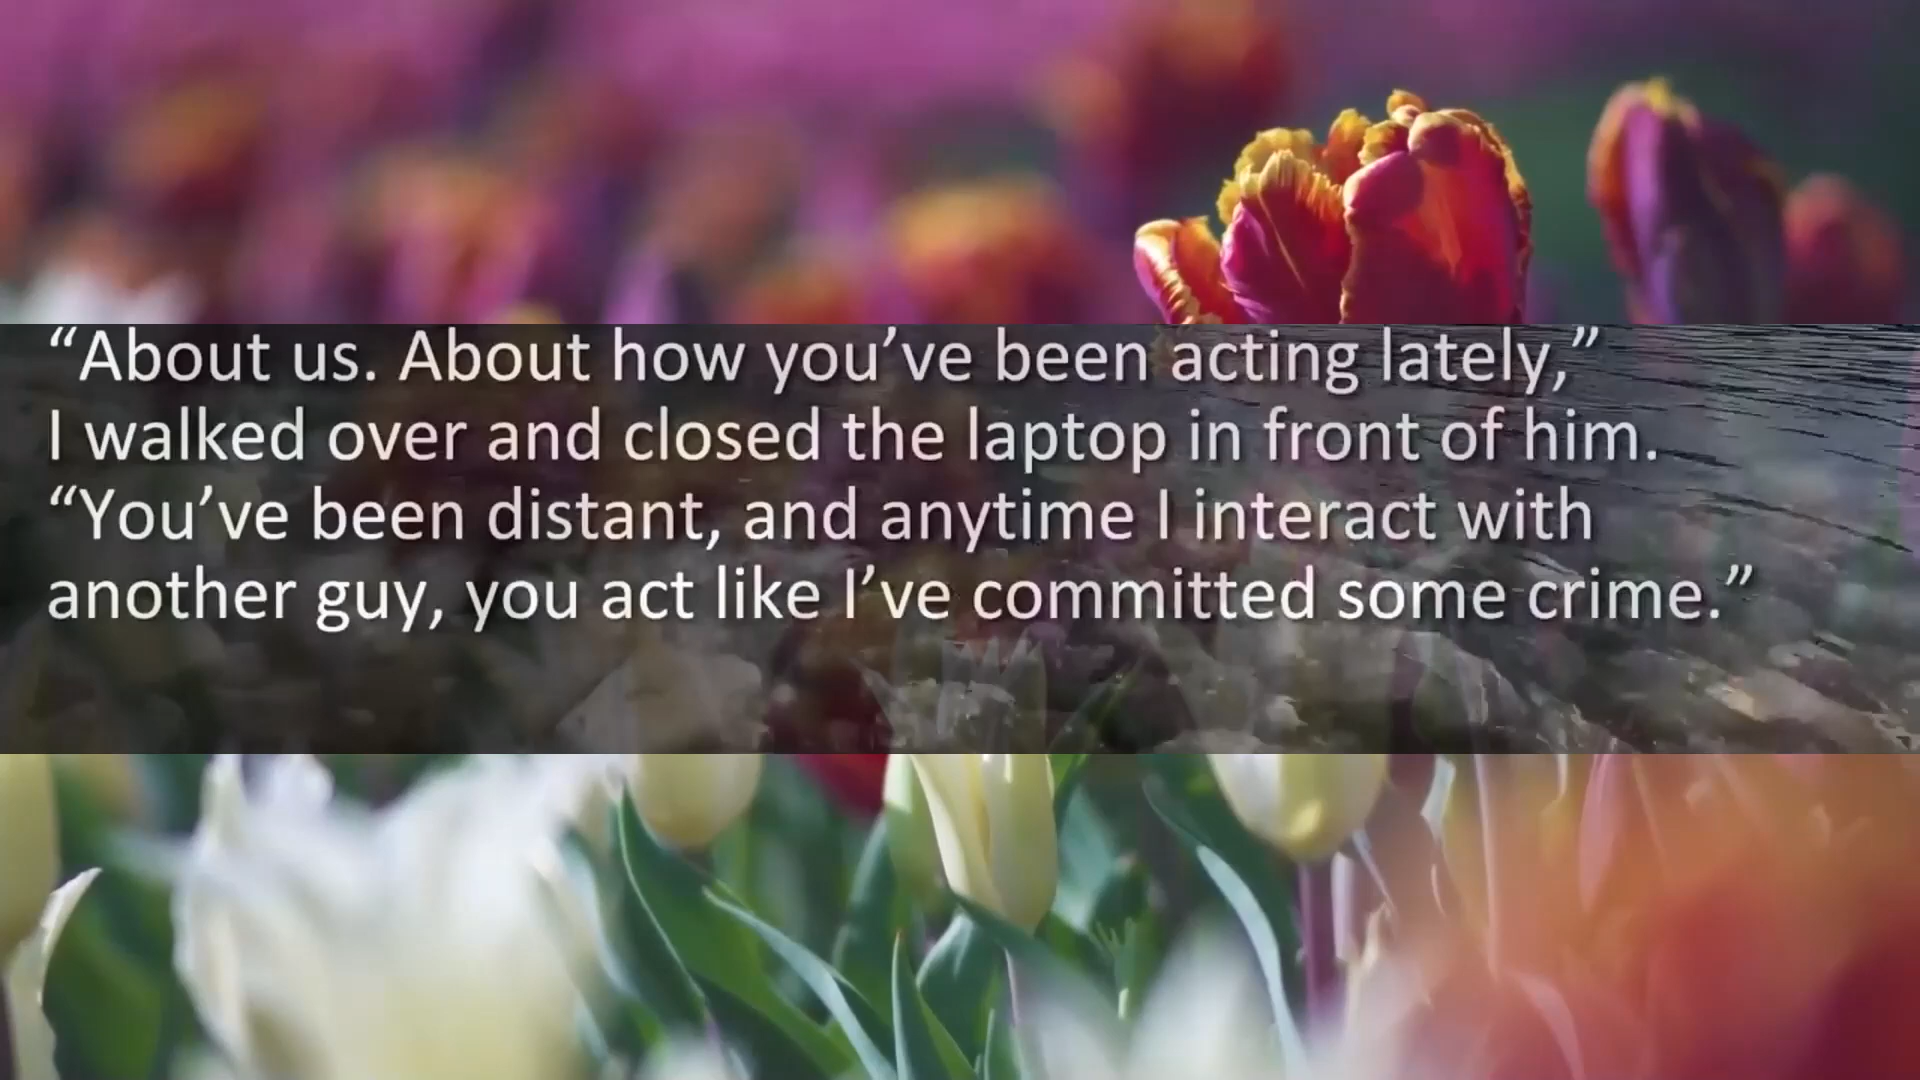 “About us. About how you’ve been acting lately,”
I walked over and closed the laptop in front of him.
“You’ve been distant, and anytime I interact with
another guy, you act like I’ve committed some crime.”